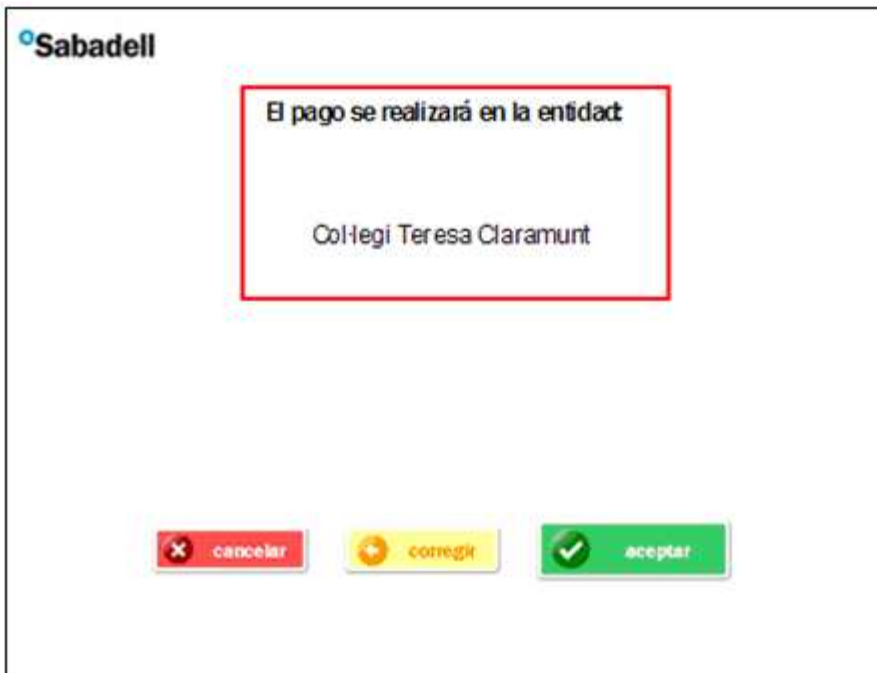 Sabadell
El pago se realizará en la entidad:
Col·legi Teresa Claramunt
cancelar
corregir
aceptar